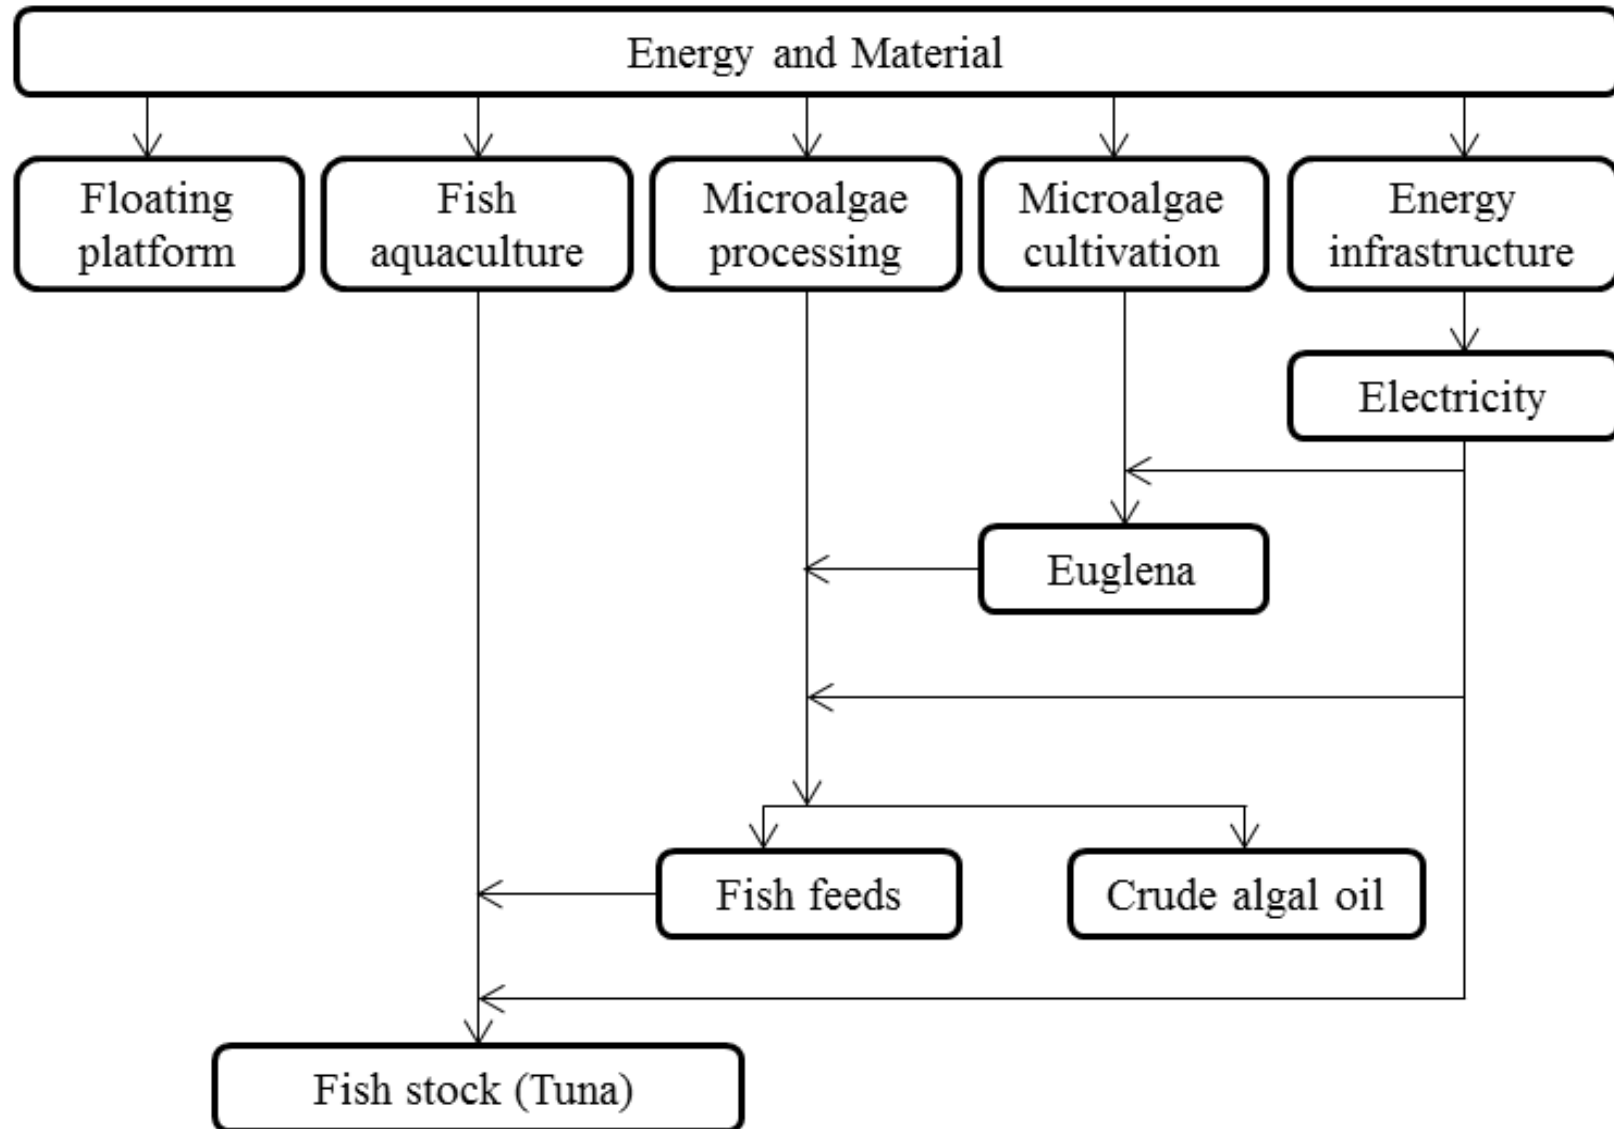 Energy and Material
Floating
platform
Fish
aquaculture
Microalgae
processing
Microalgae
cultivation
Energy
infrastructure
Electricity
Euglena
Fish feeds
Crude algal oil
Fish stock (Tuna)